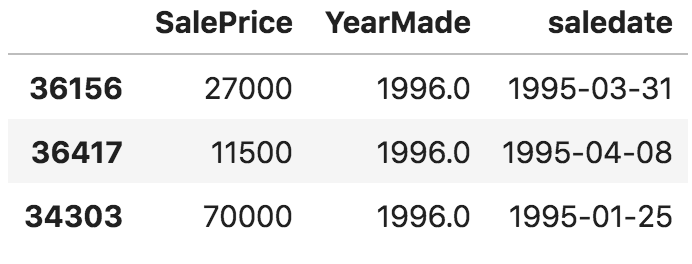 SalePrice YearMade saledate
36156 27000 1996.0 1995-03-31
36417 11500 1996.0 1995-04-08
34303 70000 1996.0 1995-01-25